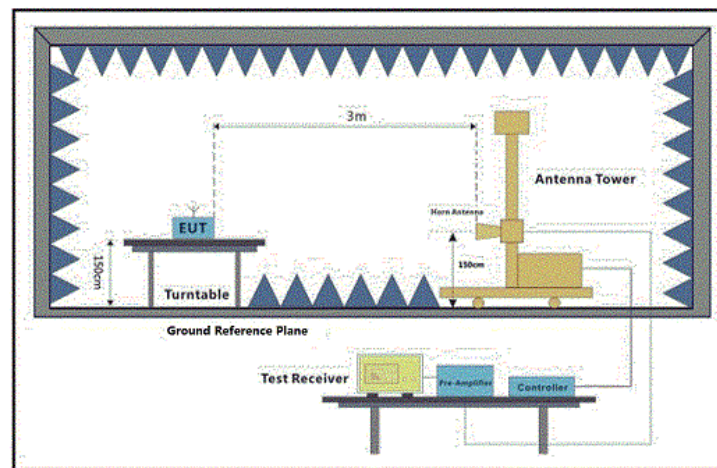 3m
Antenna Tower
Horn Antenna
EUT
150cm
150cm
Turntable
Ground Reference Plane
Test Receiver
Pre-Amplifier
Controller